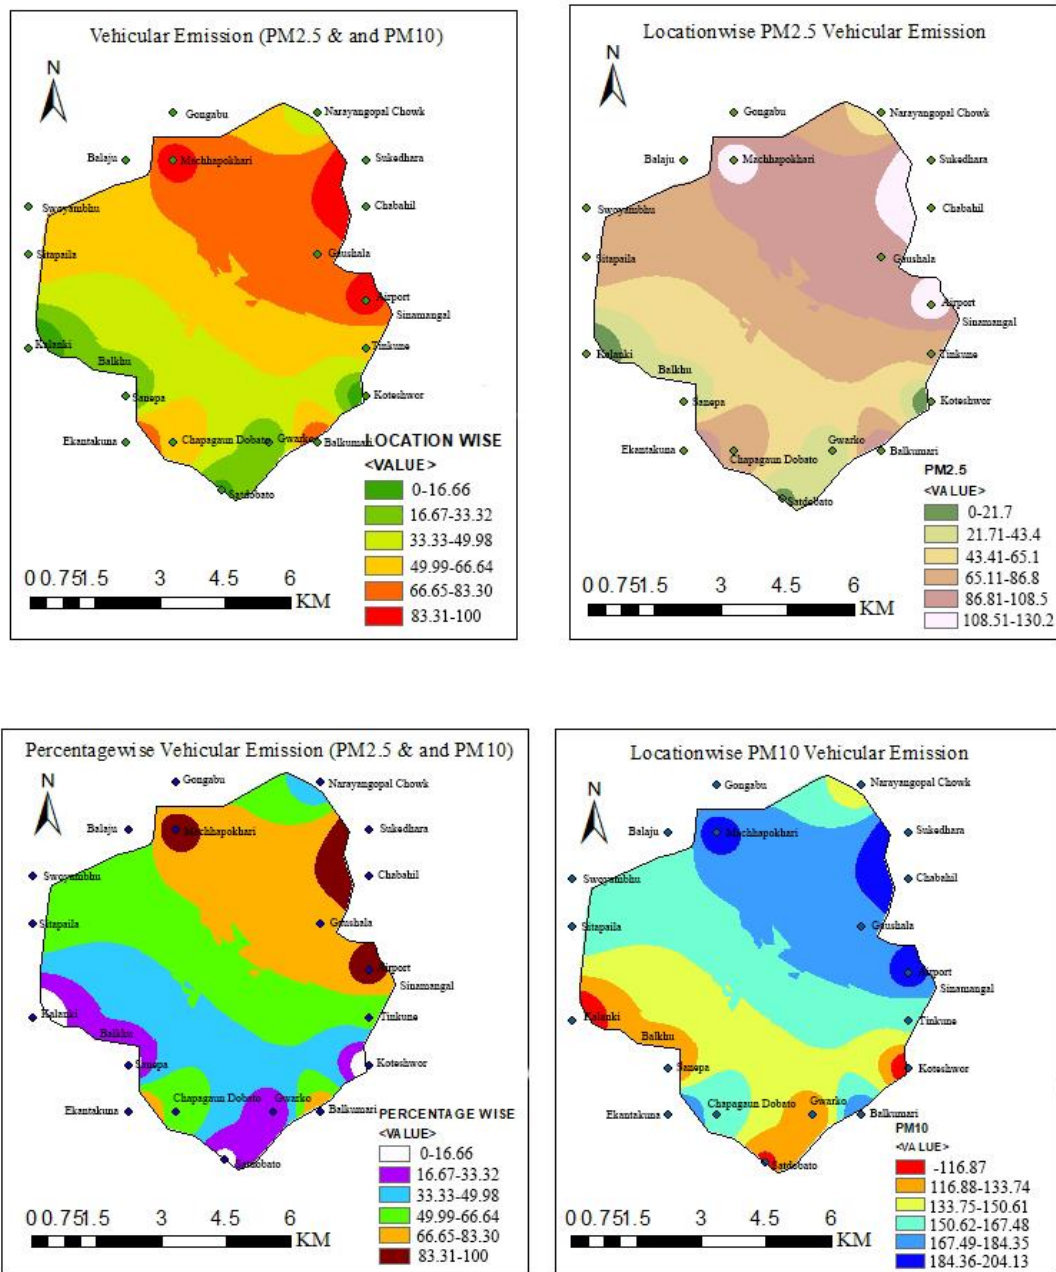 Vehicular Emission (PM2.5 & and PM10)
N
Gongabu
Narayangopal Chowk
Balaju
Machhapokhari
Sukedhara
Swoyambhu
Chabahil
Sitapaila
Gaushala
Airport
Sinamangal
Kalanki
Tinkune
Balkhu
Sanepa
Koteshwor
Ekantakuna
Chapagaun Dobato
Gwarko
Balkumari
Satdobato
LOCATION WISE
<VALUE>
0-16.66
16.67-33.32
33.33-49.98
49.99-66.64
66.65-83.30
83.31-100
0 0.75 1.5 3 4.5 6
KM
Locationwise PM2.5 Vehicular Emission
N
Gongabu
Narayangopal Chowk
Balaju
Machhapokhari
Sukedhara
Swoyambhu
Chabahil
Sitapaila
Gaushala
Airport
Sinamangal
Kalanki
Tinkune
Balkhu
Sanepa
Koteshwor
Ekantakuna
Chapagaun Dobato
Gwarko
Balkumari
Satdobato
PM2.5
<VALUE>
0-21.7
21.71-43.4
43.41-65.1
65.11-86.8
86.81-108.5
108.51-130.2
0 0.75 1.5 3 4.5 6
KM
Percentagewise Vehicular Emission (PM2.5 & and PM10)
N
Gongabu
Narayangopal Chowk
Balaju
Machhapokhari
Sukedhara
Swoyambhu
Chabahil
Sitapaila
Gaushala
Airport
Sinamangal
Kalanki
Tinkune
Balkhu
Sanepa
Koteshwor
Ekantakuna
Chapagaun Dobato
Gwarko
Balkumari
Satdobato
PERCENTAGE WISE
<VALUE>
0-16.66
16.67-33.32
33.33-49.98
49.99-66.64
66.65-83.30
83.31-100
0 0.75 1.5 3 4.5 6
KM
Locationwise PM10 Vehicular Emission
N
Gongabu
Narayangopal Chowk
Balaju
Machhapokhari
Sukedhara
Swoyambhu
Chabahil
Sitapaila
Gaushala
Airport
Sinamangal
Kalanki
Tinkune
Balkhu
Sanepa
Koteshwor
Ekantakuna
Chapagaun Dobato
Gwarko
Balkumari
Satdobato
PM10
<VALUE>
-116.87
116.88-133.74
133.75-150.61
150.62-167.48
167.49-184.35
184.36-204.13
0 0.75 1.5 3 4.5 6
KM